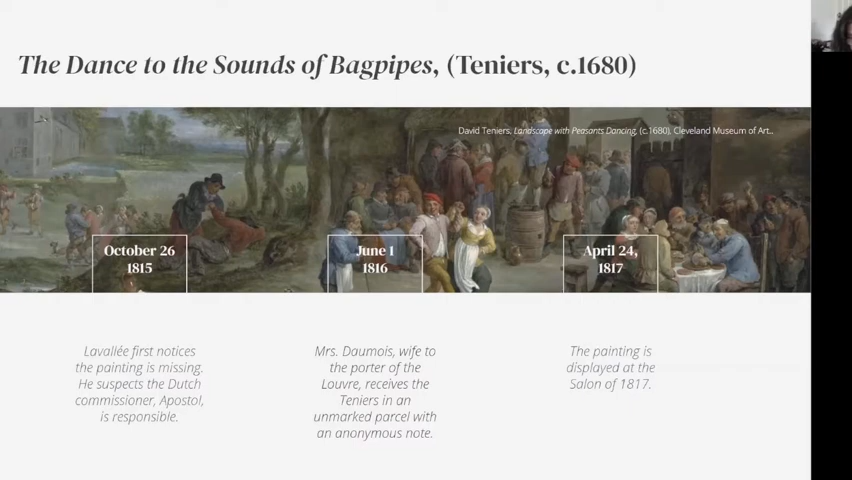 The Dance to the Sounds of Bagpipes, (Teniers, c.1680)
David Teniers, Landscape with Peasants Dancing, (c.1680), Cleveland Museum of Art..
October 26
1815
June 1
1816
April 24,
1817
Lavallée first notices
the painting is missing.
He suspects the Dutch
commissioner, Apostol,
is responsible.
Mrs. Daumois, wife to
the porter of the
Louvre, receives the
Teniers in an
unmarked parcel with
an anonymous note.
The painting is
displayed at the
Salon of 1817.